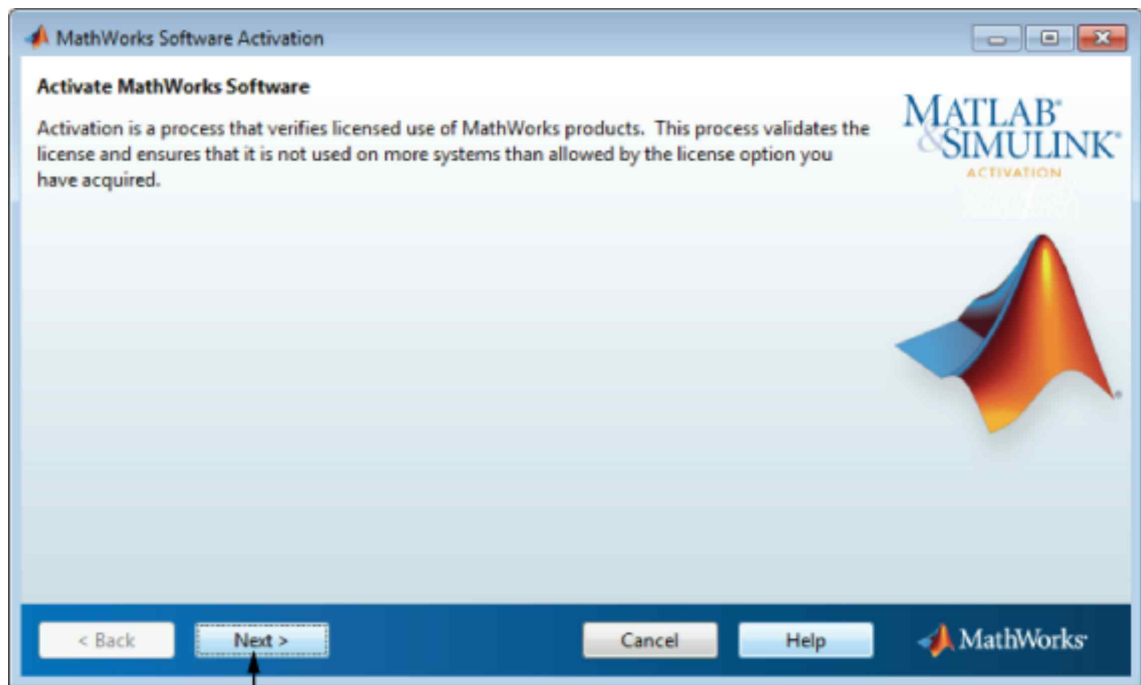 MathWorks Software Activation
Activate MathWorks Software
Activation is a process that verifies licensed use of MathWorks products. This process validates the
license and ensures that it is not used on more systems than allowed by the license option you
have acquired.
MATLAB®
&SIMULINK®
ACTIVATION
®
< Back
Next >
Cancel
Help
MathWorks®